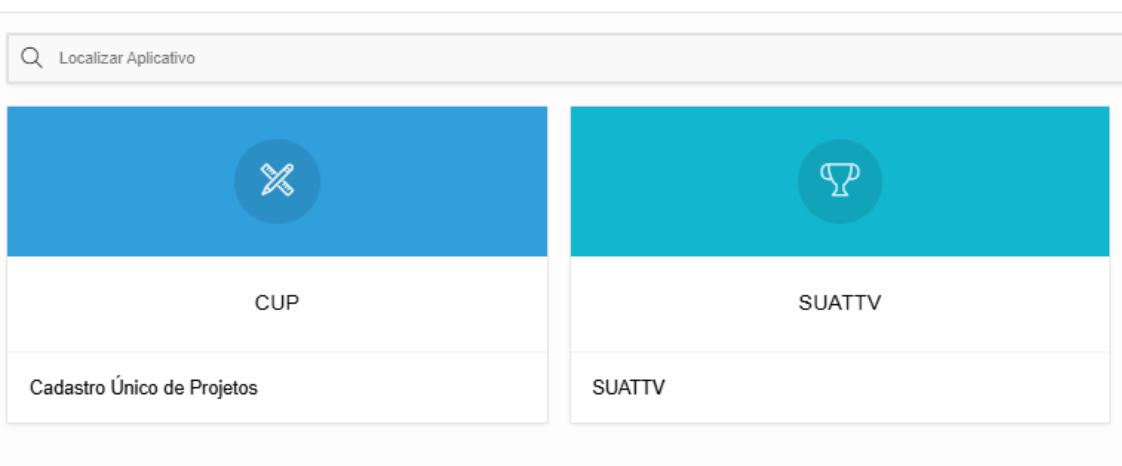 Localizar Aplicativo
CUP
Cadastro Único de Projetos
SUATTV
SUATTV